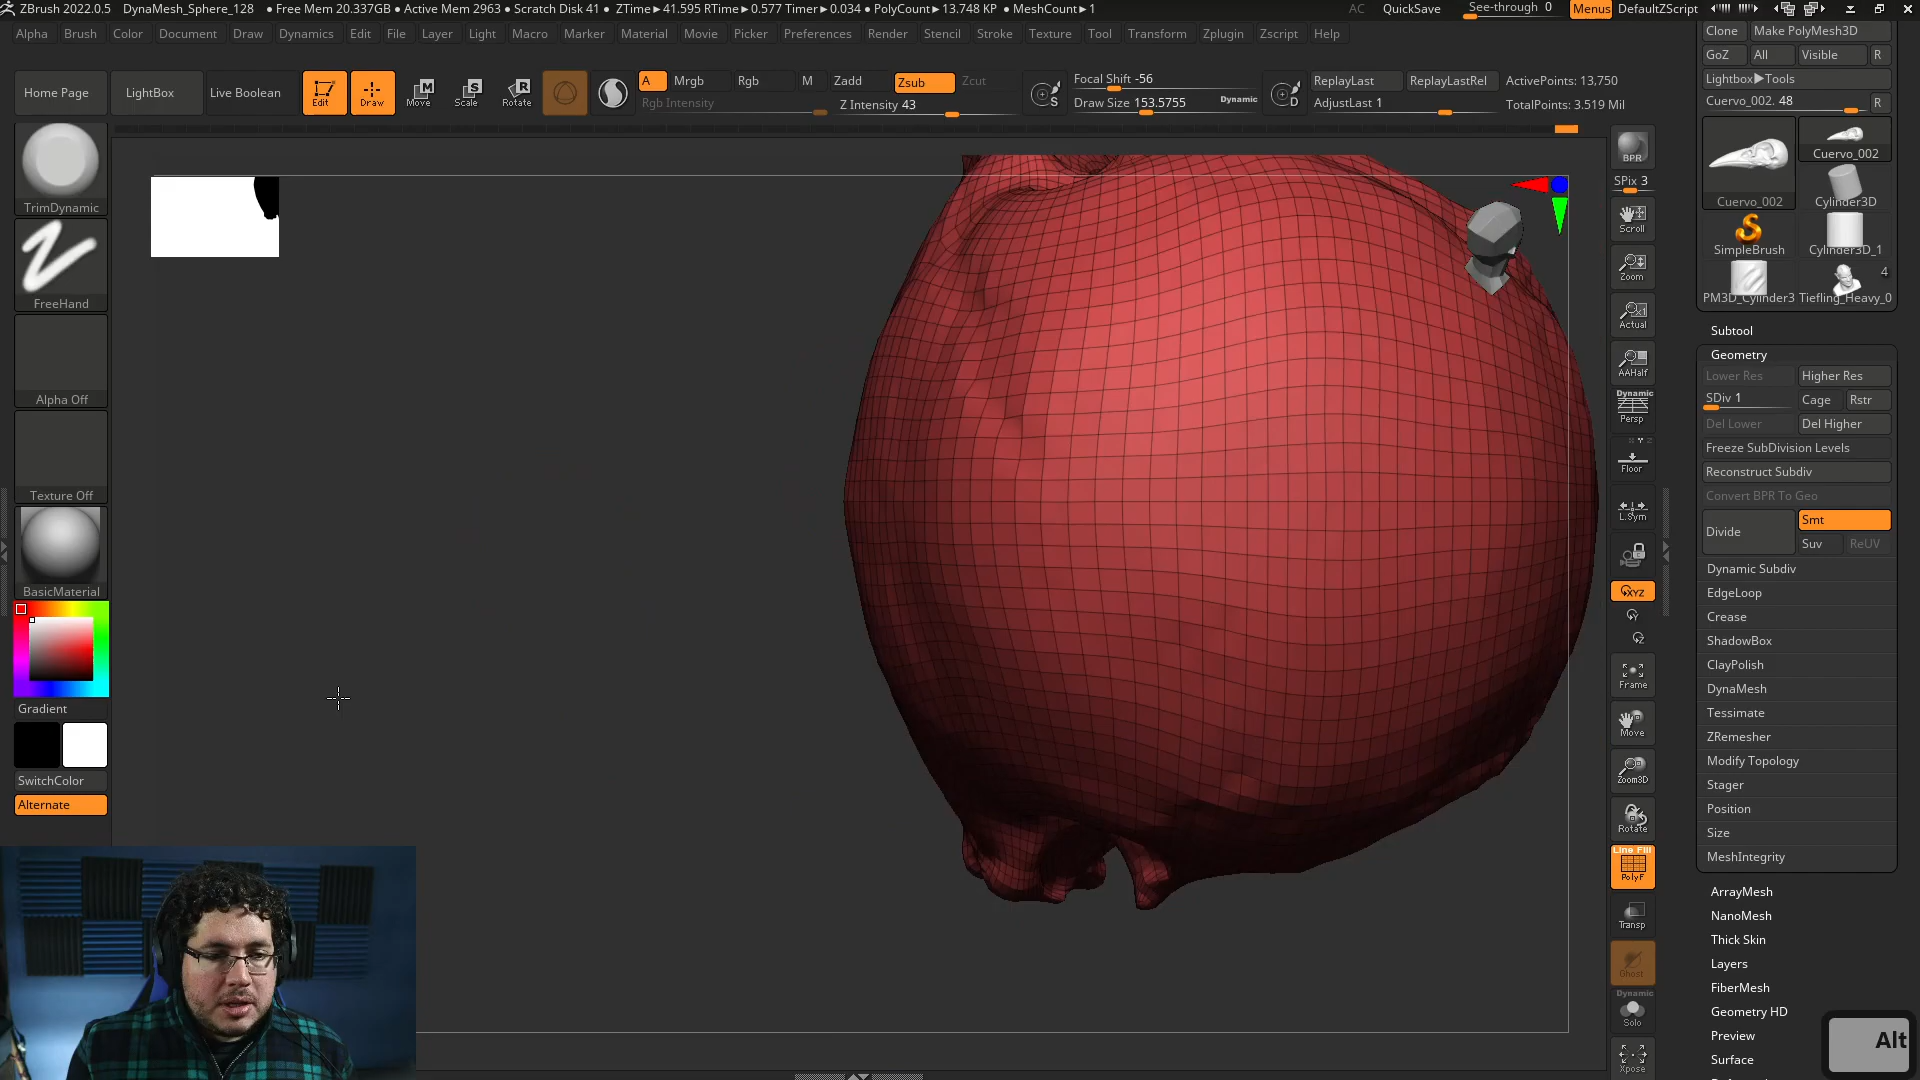 ZBrush 2022.0.5 DynaMesh_Sphere_128 • Free Mem 20.337GB • Active Mem 2963 • Scratch Disk 41 • ZTime►41.595 RTime►0.577 Timer►0.034 • PolyCount►13.748 KP • MeshCount►1 AC QuickSave See-through 0 Menus DefaultZScript
Alpha Brush Color Document Draw Dynamics Edit File Layer Light Macro Marker Material Movie Picker Preferences Render Stencil Stroke Texture Tool Transform Zplugin Zscript Help
Home Page LightBox Live Boolean Edit Draw Move Scale Rotate
A Mrgb Rgb M Zadd Zsub Zcut
Rgb Intensity Z Intensity 43
Focal Shift -56
Draw Size 153.5755 Dynamic
S D
ReplayLast ReplayLastRel ActivePoints: 13,750
AdjustLast 1 TotalPoints: 3.519 Mil
TrimDynamic
FreeHand
Alpha Off
Texture Off
BasicMaterial
Gradient
SwitchColor
Alternate
BPR
SPix 3
Scroll
Zoom
Actual
AAHalf
Dynamic
Persp
Floor
L.Sym
XYZ
Y
Z
Frame
Move
Zoom3D
Rotate
Line Fill
PolyF
Transp
Ghost
Dynamic
Solo
Xpose
Clone Make PolyMesh3D
GoZ All Visible R
Lightbox►Tools
Cuervo_002. 48 R
Cuervo_002
Cuervo_002 Cylinder3D
SimpleBrush Cylinder3D_1
4
PM3D_Cylinder3 Tiefling_Heavy_0
Subtool
Geometry
Lower Res Higher Res
SDiv 1 Cage Rstr
Del Lower Del Higher
Freeze SubDivision Levels
Reconstruct Subdiv
Convert BPR To Geo
Divide Smt
Suv ReUV
Dynamic Subdiv
EdgeLoop
Crease
ShadowBox
ClayPolish
DynaMesh
Tessimate
ZRemesher
Modify Topology
Stager
Position
Size
MeshIntegrity
ArrayMesh
NanoMesh
Thick Skin
Layers
FiberMesh
Geometry HD
Preview
Surface
Alt